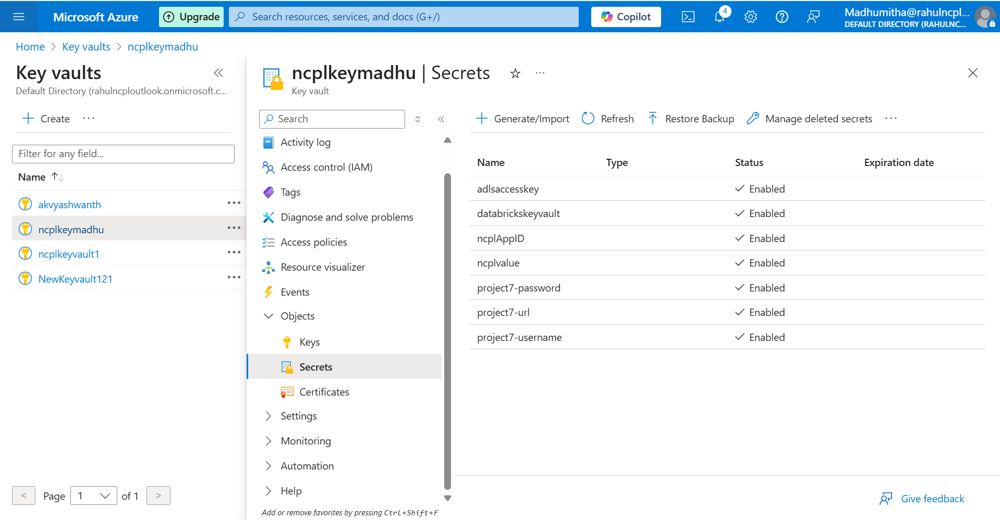 Microsoft Azure
Upgrade
Search resources, services, and docs (G+/)
Copilot
4
Madhumitha@rahulncpl...
DEFAULT DIRECTORY (RAHULNC...
Home > Key vaults > ncplkeymadhu
Key vaults
Default Directory (rahulncploutlook.onmicrosoft.c...
Create
Filter for any field...
Name
akvyashwanth
ncplkeymadhu
ncplkeyvault1
NewKeyvault121
< Page 1 of 1 >
ncplkeymadhu | Secrets
Key vault
Search
Activity log
Access control (IAM)
Tags
Diagnose and solve problems
Access policies
Resource visualizer
Events
Objects
Keys
Secrets
Certificates
Settings
Monitoring
Automation
Help
Add or remove favorites by pressing Ctrl+Shift+F
Generate/Import Refresh Restore Backup Manage deleted secrets
Name Type Status Expiration date
adlsaccesskey Enabled
databrickskeyvault Enabled
ncplAppID Enabled
ncplvalue Enabled
project7-password Enabled
project7-url Enabled
project7-username Enabled
Give feedback